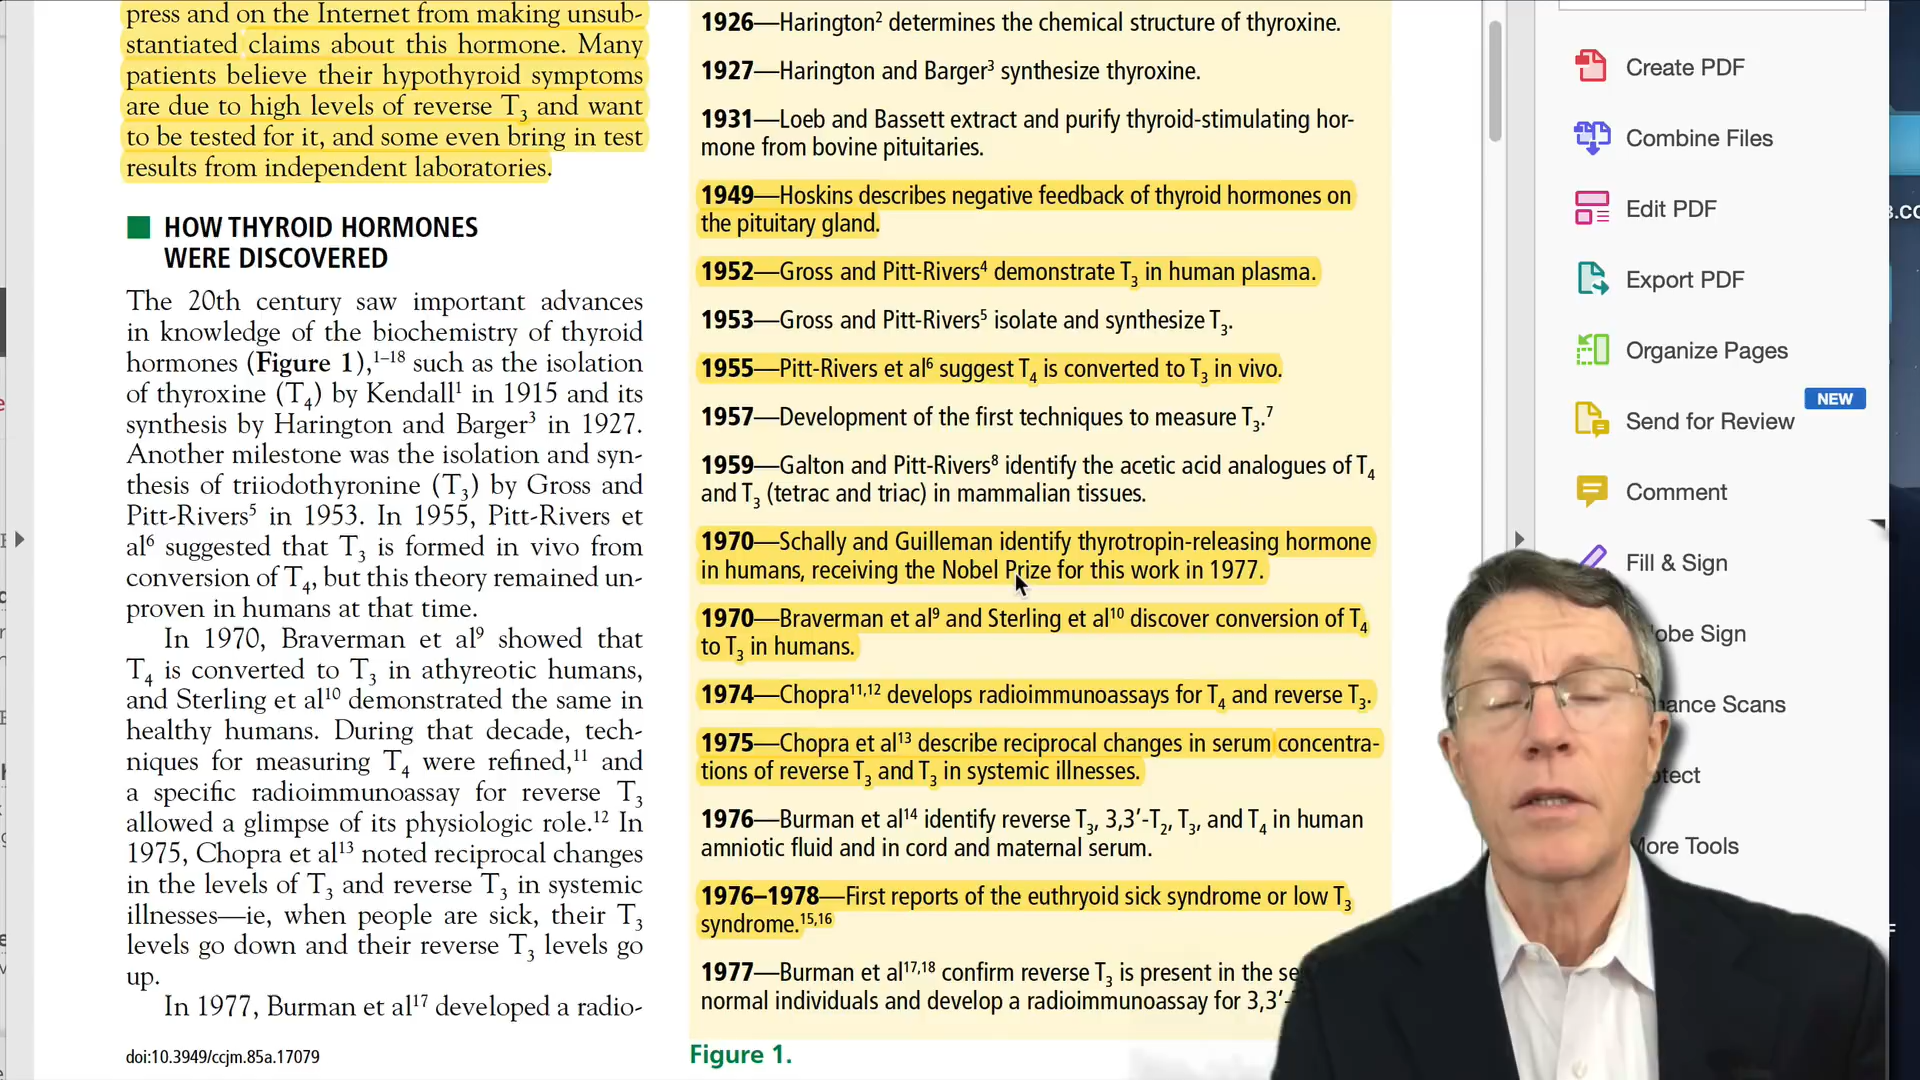 press and on the Internet from making unsub-
stantiated claims about this hormone. Many
patients believe their hypothyroid symptoms
are due to high levels of reverse T3 and want
to be tested for it, and some even bring in test
results from independent laboratories.
HOW THYROID HORMONES
WERE DISCOVERED
The 20th century saw important advances
in knowledge of the biochemistry of thyroid
hormones (Figure 1),1–18 such as the isolation
of thyroxine (T4) by Kendall1 in 1915 and its
synthesis by Harington and Barger3 in 1927.
Another milestone was the isolation and syn-
thesis of triiodothyronine (T3) by Gross and
Pitt-Rivers5 in 1953. In 1955, Pitt-Rivers et
al6 suggested that T3 is formed in vivo from
conversion of T4, but this theory remained un-
proven in humans at that time.
In 1970, Braverman et al9 showed that
T4 is converted to T3 in athyreotic humans,
and Sterling et al10 demonstrated the same in
healthy humans. During that decade, tech-
niques for measuring T4 were refined,11 and
a specific radioimmunoassay for reverse T3
allowed a glimpse of its physiologic role.12 In
1975, Chopra et al13 noted reciprocal changes
in the levels of T3 and reverse T3 in systemic
illnesses—ie, when people are sick, their T3
levels go down and their reverse T3 levels go
up.
In 1977, Burman et al17 developed a radio-
doi:10.3949/ccjm.85a.17079
1926—Harington2 determines the chemical structure of thyroxine.
1927—Harington and Barger3 synthesize thyroxine.
1931—Loeb and Bassett extract and purify thyroid-stimulating hor-
mone from bovine pituitaries.
1949—Hoskins describes negative feedback of thyroid hormones on
the pituitary gland.
1952—Gross and Pitt-Rivers4 demonstrate T3 in human plasma.
1953—Gross and Pitt-Rivers5 isolate and synthesize T3.
1955—Pitt-Rivers et al6 suggest T4 is converted to T3 in vivo.
1957—Development of the first techniques to measure T3.7
1959—Galton and Pitt-Rivers8 identify the acetic acid analogues of T4
and T3 (tetrac and triac) in mammalian tissues.
1970—Schally and Guilleman identify thyrotropin-releasing hormone
in humans, receiving the Nobel Prize for this work in 1977.
1970—Braverman et al9 and Sterling et al10 discover conversion of T4
to T3 in humans.
1974—Chopra11,12 develops radioimmunoassays for T4 and reverse T3.
1975—Chopra et al13 describe reciprocal changes in serum concentra-
tions of reverse T3 and T3 in systemic illnesses.
1976—Burman et al14 identify reverse T3, 3,3′-T2, T3, and T4 in human
amniotic fluid and in cord and maternal serum.
1976–1978—First reports of the euthryoid sick syndrome or low T3
syndrome.15,16
1977—Burman et al17,18 confirm reverse T3 is present in the se
normal individuals and develop a radioimmunoassay for 3,3′-
Figure 1.
Create PDF
Combine Files
Edit PDF
Export PDF
Organize Pages
NEW
Send for Review
Comment
Fill & Sign
obe Sign
ance Scans
otect
ore Tools